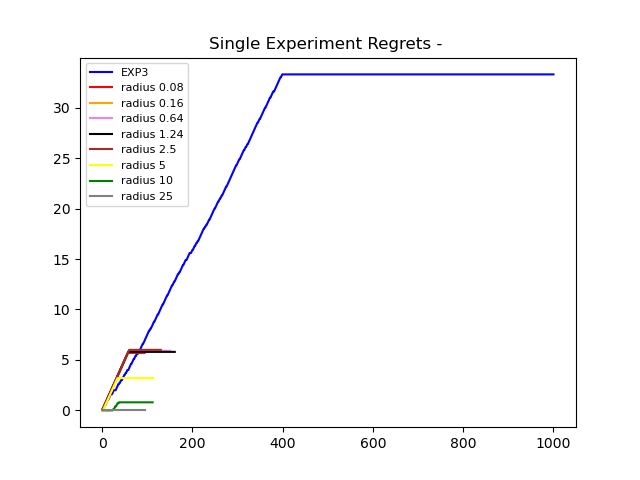 Single Experiment Regrets -
EXP3
radius 0.08
radius 0.16
radius 0.64
radius 1.24
radius 2.5
radius 5
radius 10
radius 25
30
25
20
15
10
5
0
0 200 400 600 800 1000